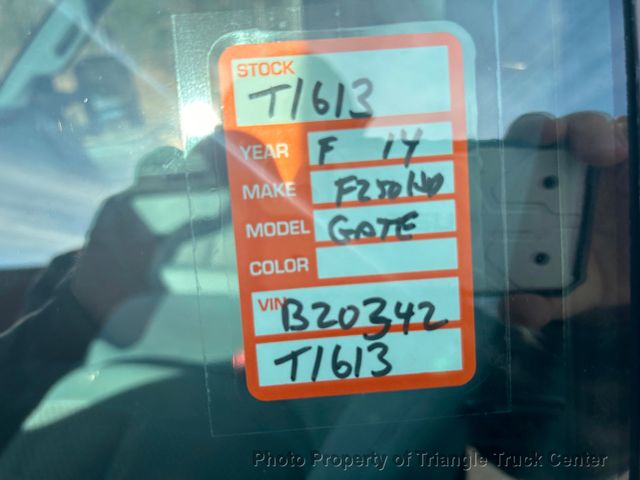 STOCK
T1613
YEAR F 14
MAKE F250HD
MODEL GATE
COLOR
VIN B20342
T1613
Photo Property of Triangle Truck Center